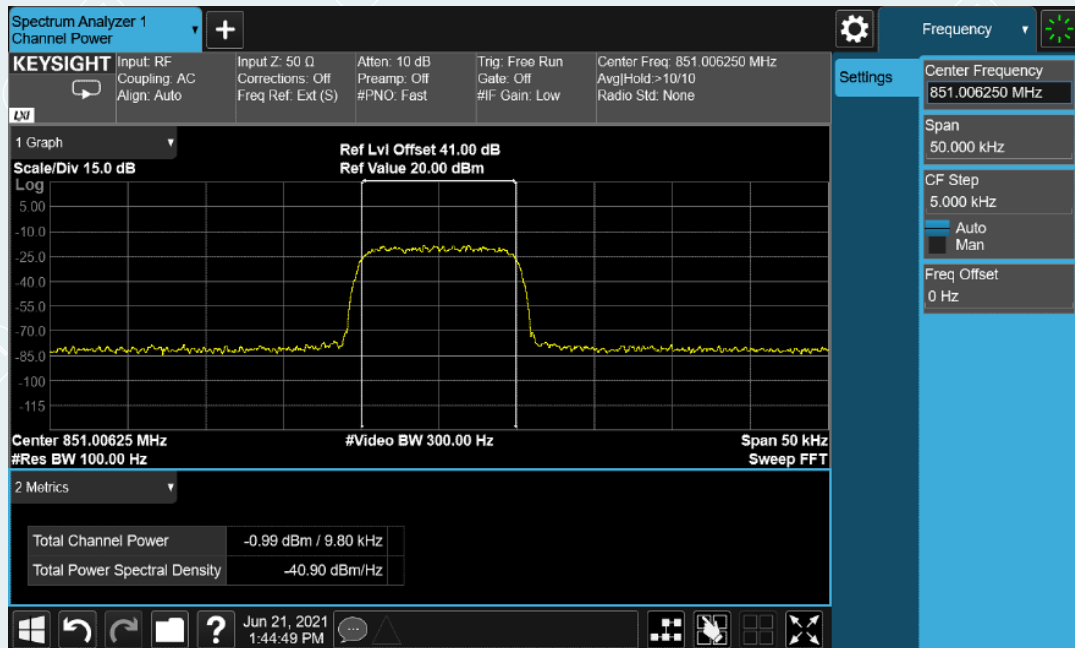 Spectrum Analyzer 1
Channel Power
+
Frequency
KEYSIGHT
LXI
Input: RF
Coupling: AC
Align: Auto
Input Z: 50 Ω
Corrections: Off
Freq Ref: Ext (S)
Atten: 10 dB
Preamp: Off
#PNO: Fast
Trig: Free Run
Gate: Off
#IF Gain: Low
Center Freq: 851.006250 MHz
Avg|Hold:>10/10
Radio Std: None
Settings
Center Frequency
851.006250 MHz
Span
50.000 kHz
CF Step
5.000 kHz
Auto
Man
Freq Offset
0 Hz
1 Graph
Scale/Div 15.0 dB
Ref Lvl Offset 41.00 dB
Ref Value 20.00 dBm
Log
5.00
-10.0
-25.0
-40.0
-55.0
-70.0
-85.0
-100
-115
Center 851.00625 MHz
#Video BW 300.00 Hz
Span 50 kHz
#Res BW 100.00 Hz
Sweep FFT
2 Metrics
Total Channel Power -0.99 dBm / 9.80 kHz
Total Power Spectral Density -40.90 dBm/Hz
?
Jun 21, 2021
1:44:49 PM